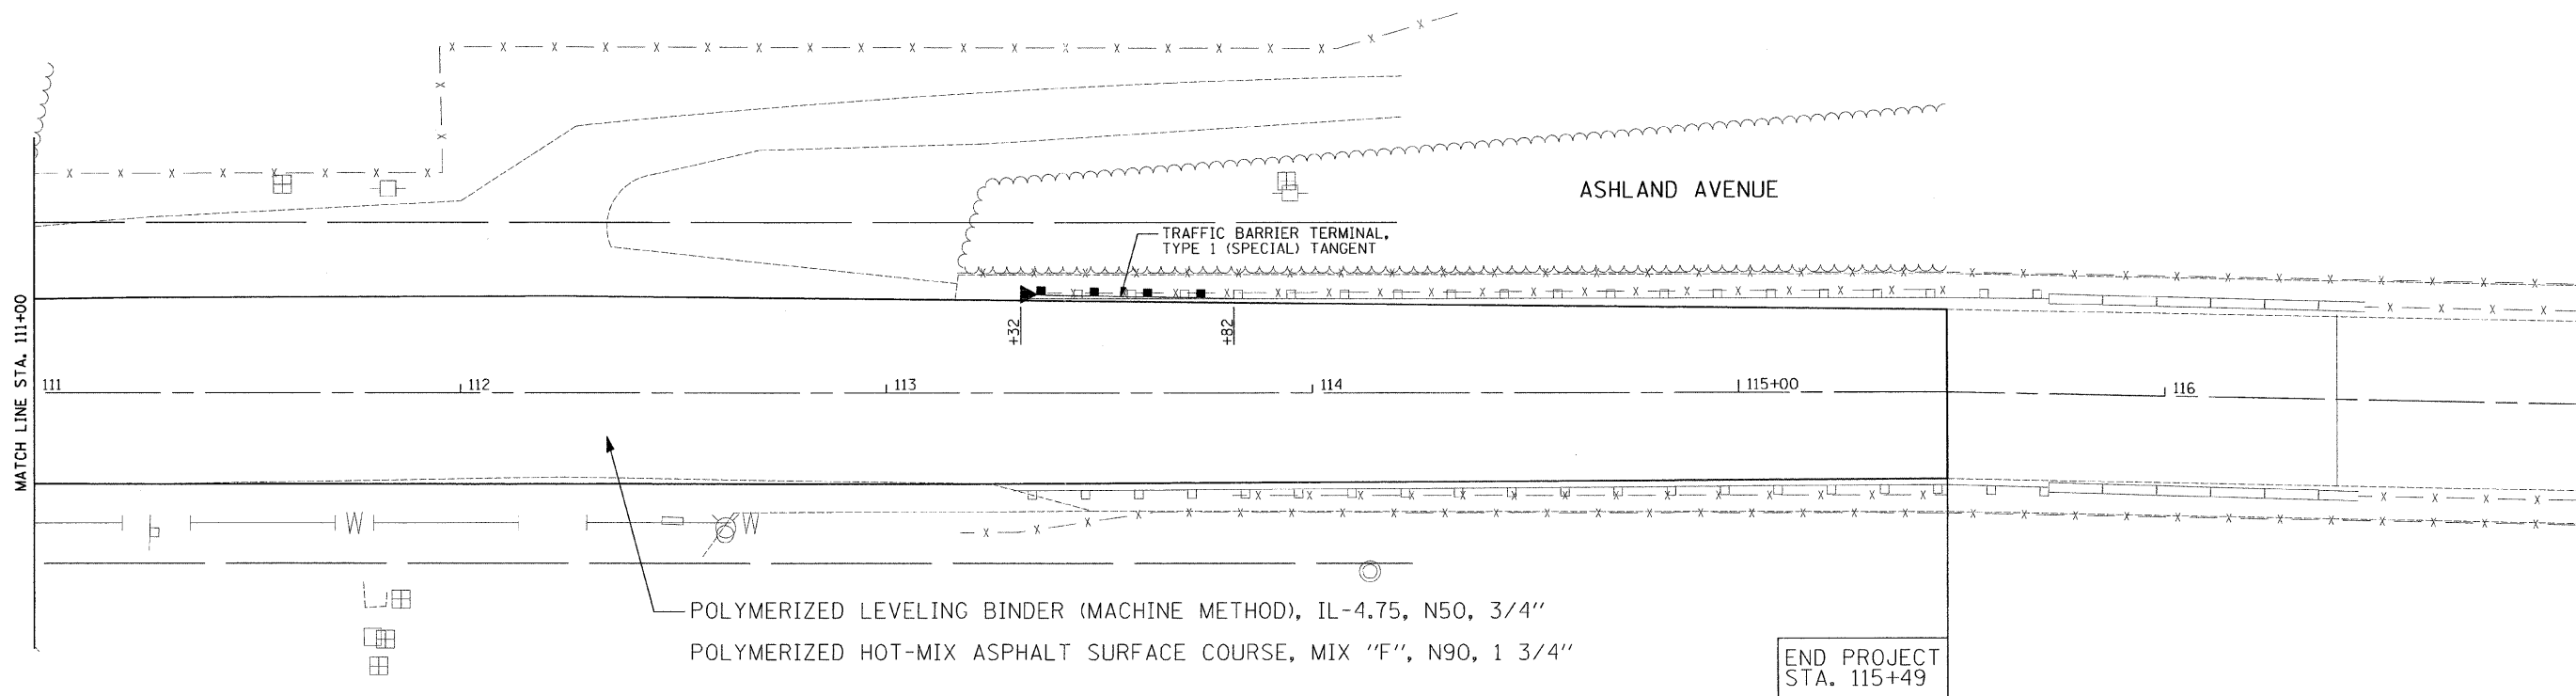 ASHLAND AVENUE
TRAFFIC BARRIER TERMINAL,
TYPE 1 (SPECIAL) TANGENT
MATCH LINE STA. 111+00
+32
+82
111
112
113
114
115+00
116
W
W
POLYMERIZED LEVELING BINDER (MACHINE METHOD), IL-4.75, N50, 3/4"
POLYMERIZED HOT-MIX ASPHALT SURFACE COURSE, MIX "F", N90, 1 3/4"
END PROJECT
STA. 115+49